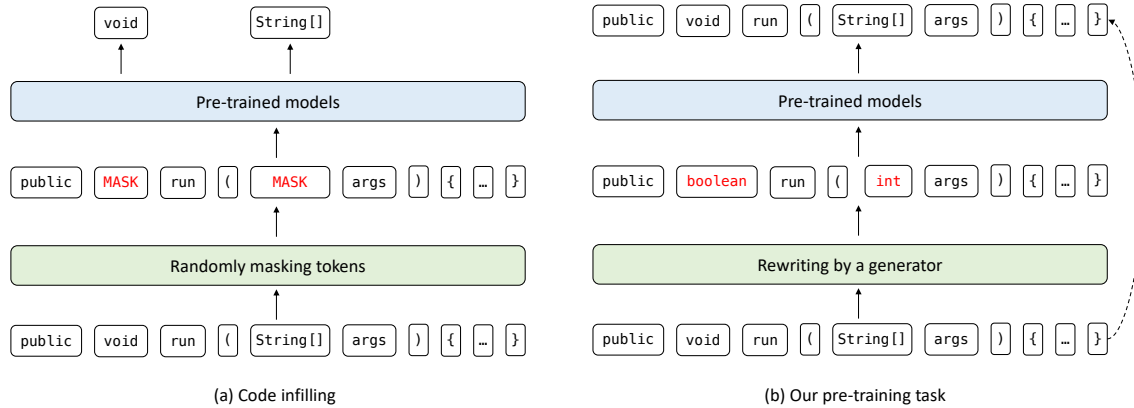 void String[]
Pre-trained models
public MASK run ( MASK args ) { … }
Randomly masking tokens
public void run ( String[] args ) { … }
(a) Code infilling
public void run ( String[] args ) { … }
Pre-trained models
public boolean run ( int args ) { … }
Rewriting by a generator
public void run ( String[] args ) { … }
(b) Our pre-training task